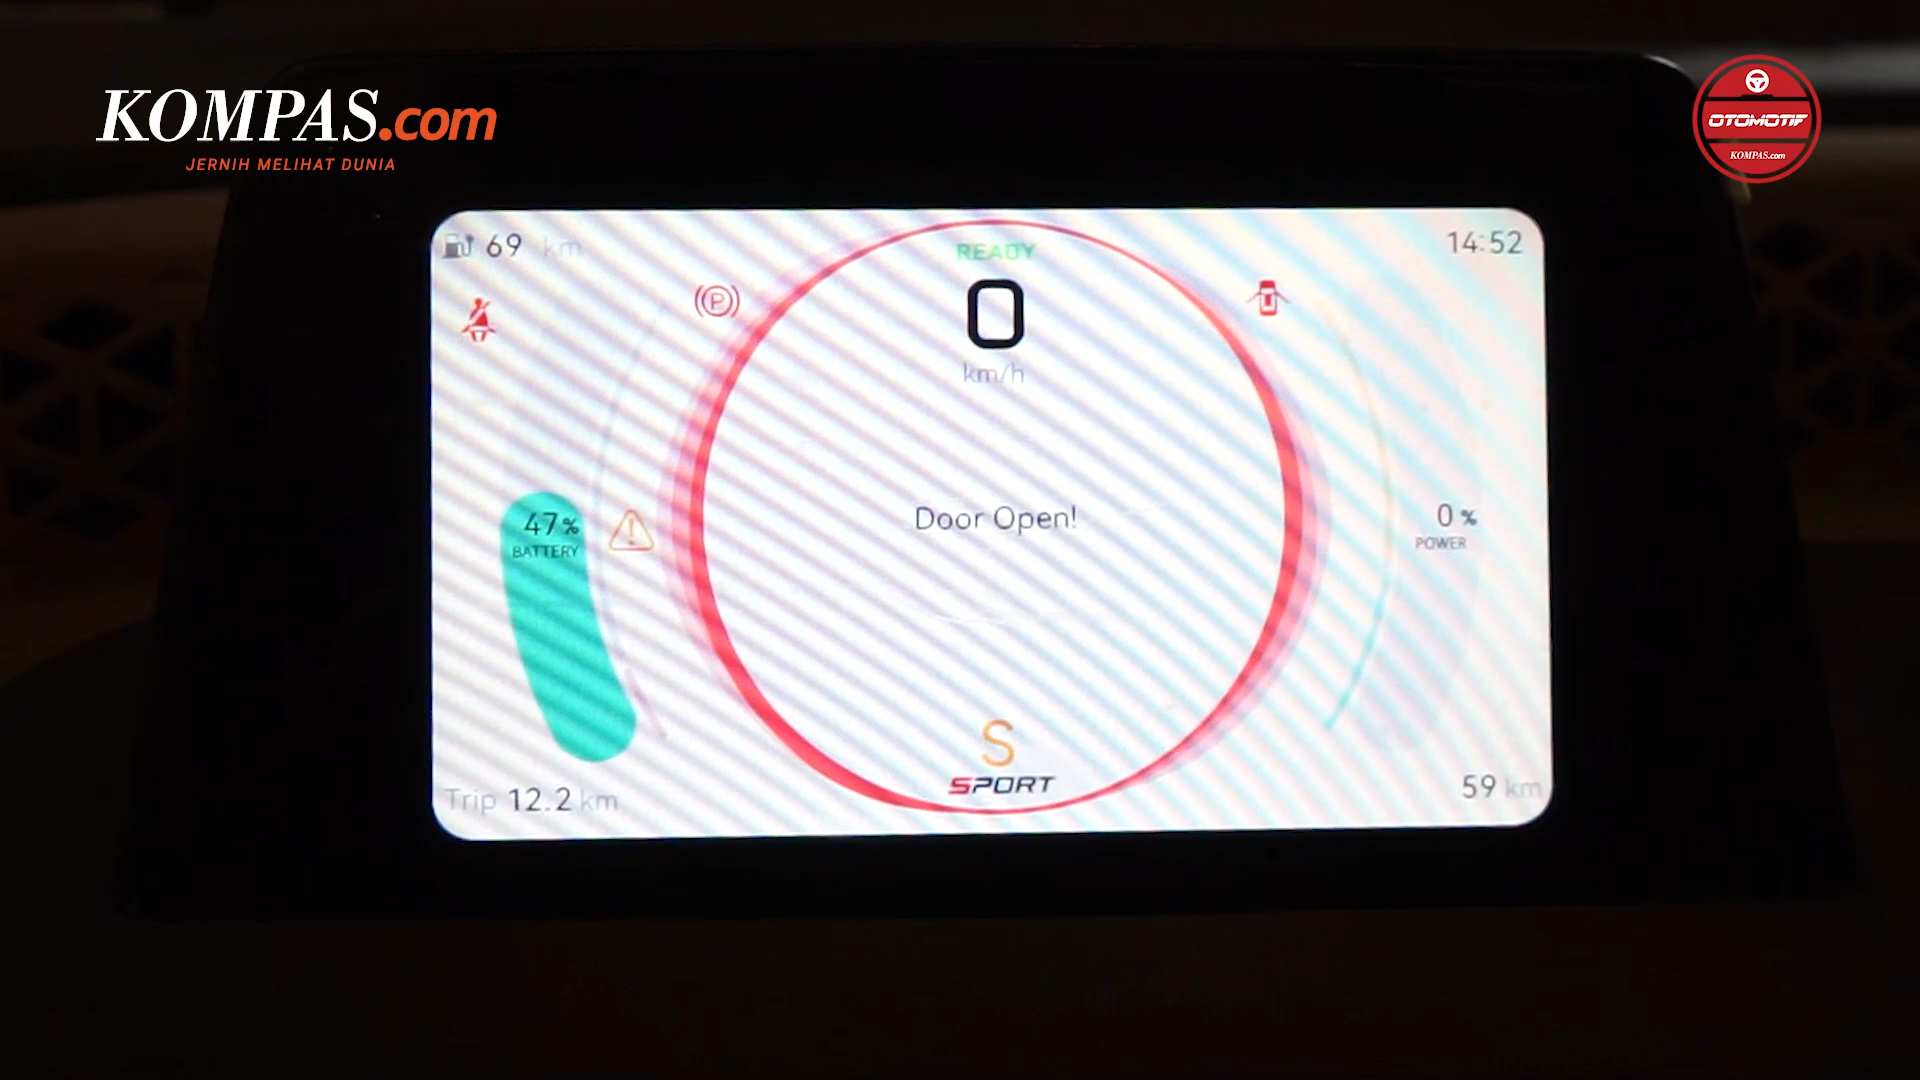 KOMPAS.com
JERNIH MELIHAT DUNIA
OTOMOTIF
KOMPAS.com
69 km
READY
14:52
P
0
km/h
47%
BATTERY
Door Open!
0 %
POWER
S
SPORT
Trip 12.2 km
59 km